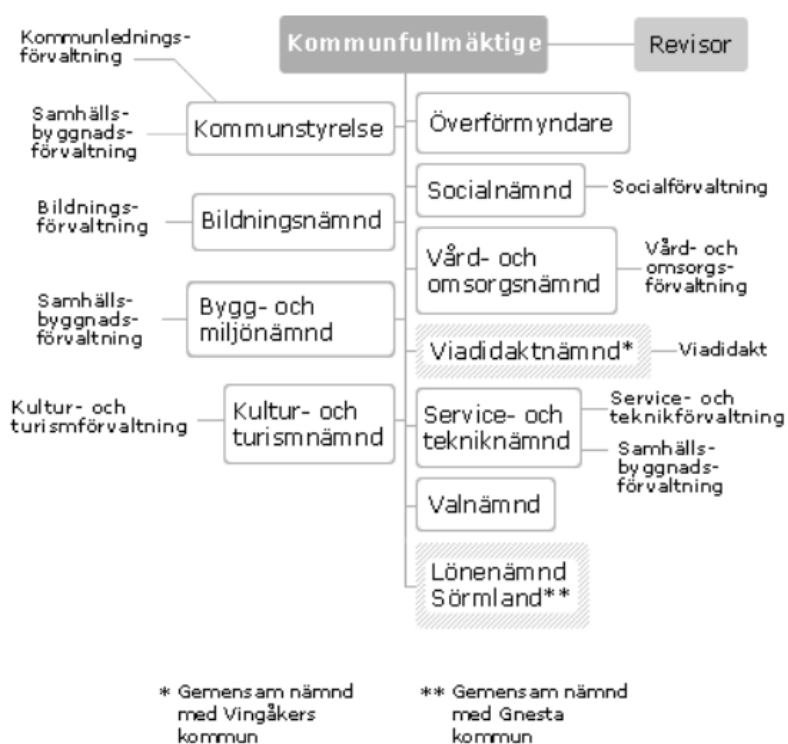 Kommunfullmäktige
Revisor
Kommunlednings-
förvaltning
Samhälls-
byggnads-
förvaltning
Kommunstyrelse
Överförmyndare
Socialnämnd
Socialförvaltning
Bildnings-
förvaltning
Bildningsnämnd
Vård- och
omsorgsnämnd
Vård- och
omsorgs-
förvaltning
Samhälls-
byggnads-
förvaltning
Bygg- och
miljönämnd
Viadidaktnämnd*
Viadidakt
Kultur- och
turismförvaltning
Kultur- och
turismnämnd
Service- och
tekniknämnd
Service- och
teknikförvaltning
Samhälls-
byggnads-
förvaltning
Valnämnd
Lönenämnd
Sörmland**
* Gemensam nämnd
med Vingåkers
kommun
** Gemensam nämnd
med Gnesta
kommun